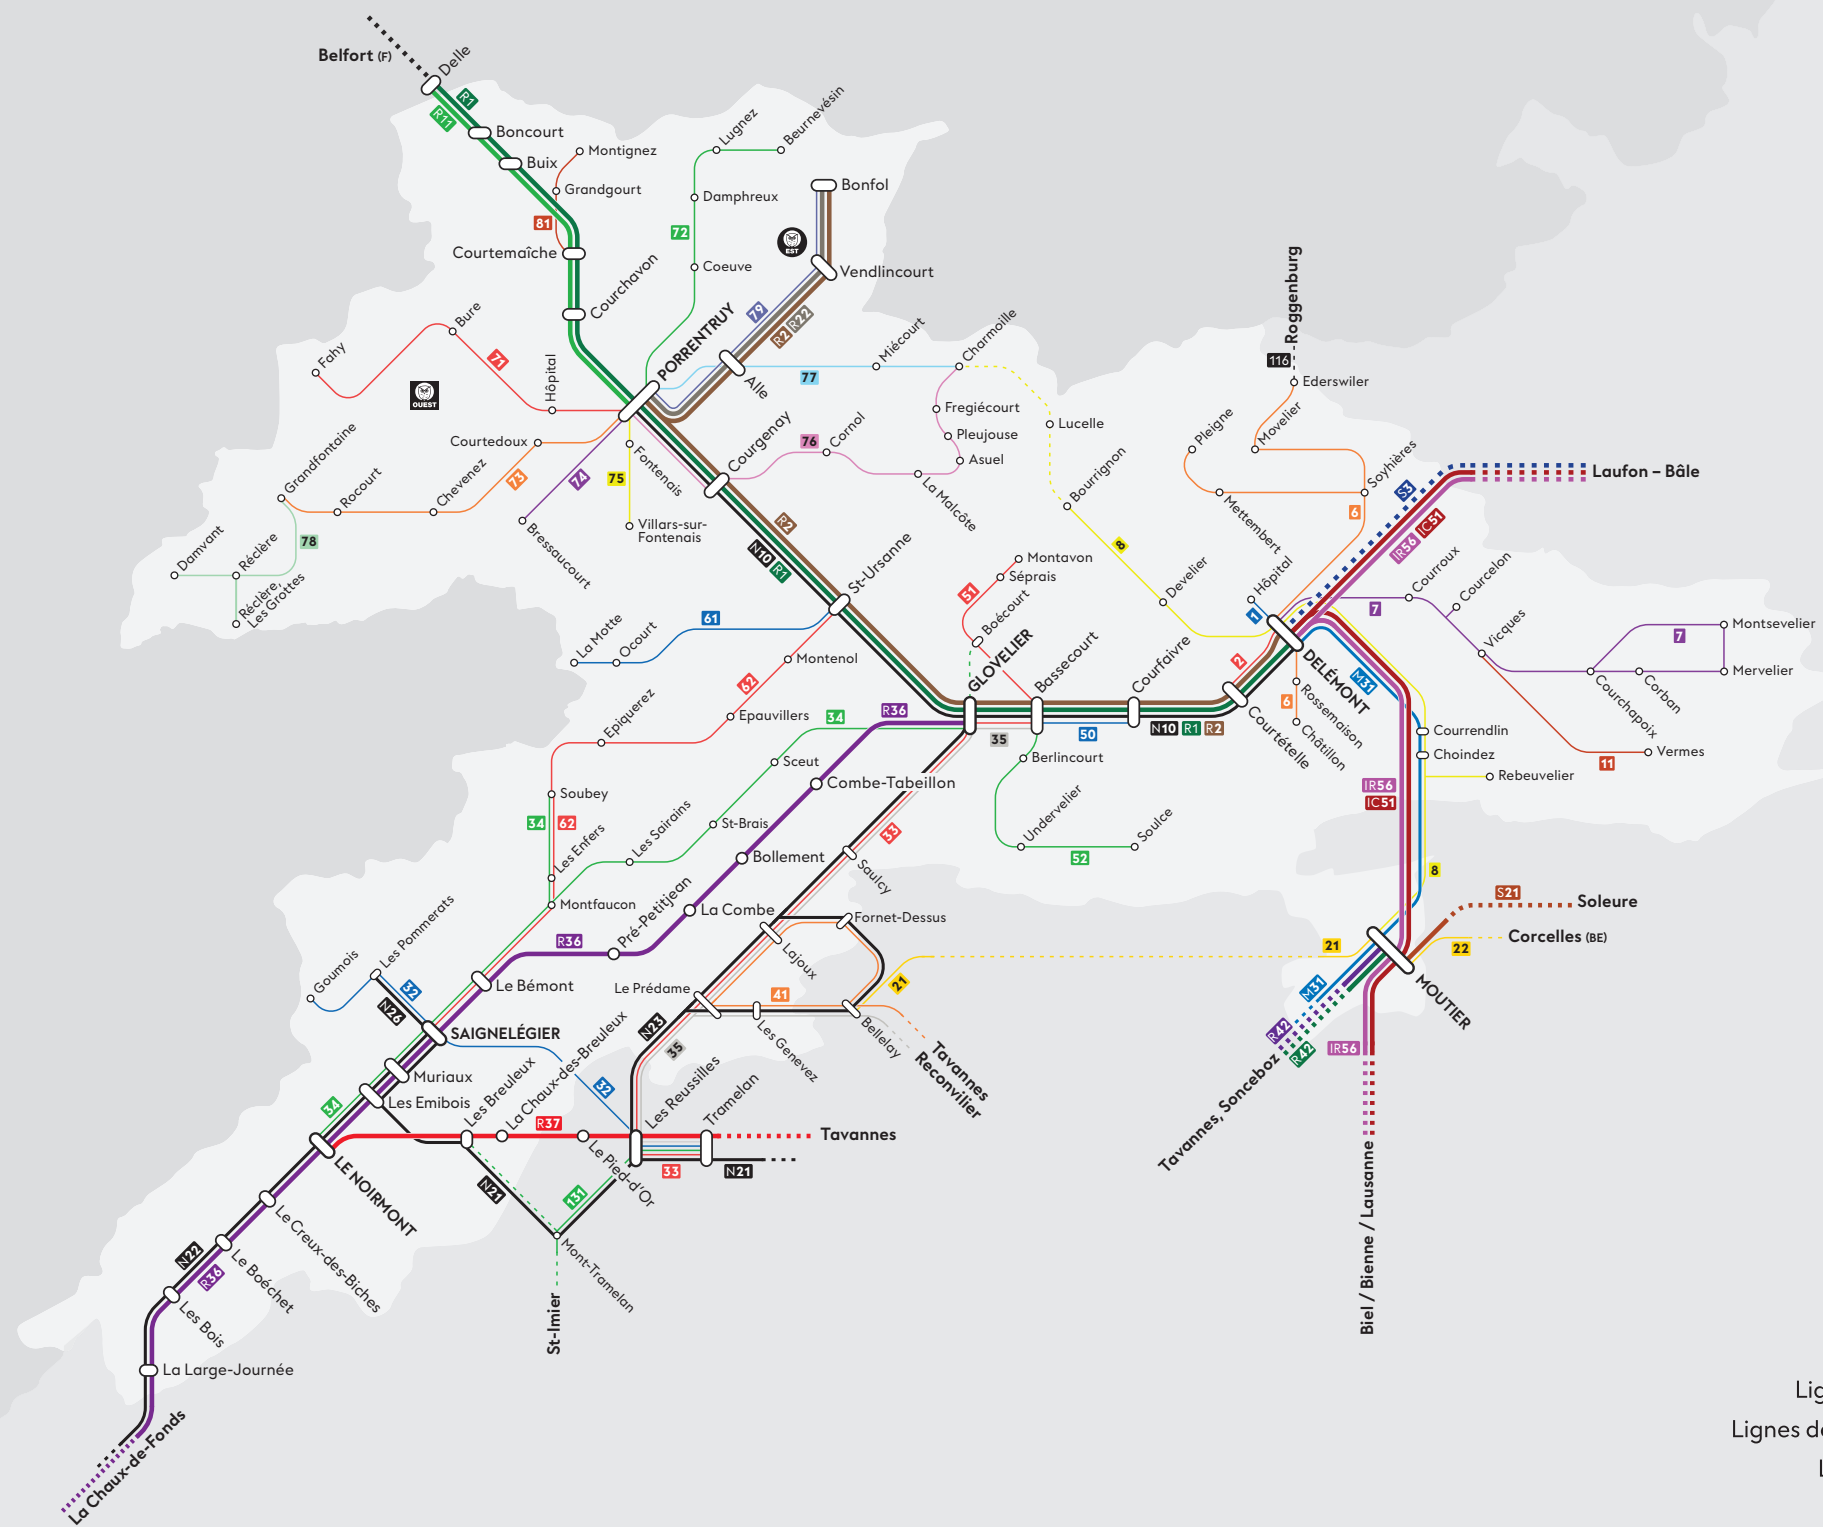 Belfort (F)
Delle
R1
R11
Boncourt
Buix
Montignez
Grandgourt
81
Courtemaîche
Courchavon
Lugnez
Beurnevésin
Damphreux
72
Coeuve
Bonfol
EST
Vendlincourt
79
R2 R22
PORRENTRUY
Alle
Fahy
Bure
71
Hôpital
OUEST
77
Miécourt
Charmoille
Fregiécourt
Pleujouse
Asuel
La Malcôte
Cornol
76
Courgenay
Courtedoux
73
Chevenez
Rocourt
Grandfontaine
78
Damvant
Réclère
Réclère,
Les Grottes
74
Bressaucourt
75
Fontenais
Villars-sur-
Fontenais
R2
N10 R1
St-Ursanne
Lucelle
Bourrignon
8
Develier
Roggenburg
116
Ederswiler
Movelier
Pleigne
Mettembert
Soyhières
6
S3
IR56 IC51
Laufon – Bâle
Hôpital
1
7
Courroux
Courcelon
Vicques
7
Montsevelier
Mervelier
Corban
Courchapoix
Vermes
11
DELÉMONT
M31
2
6
Rossemaison
Châtillon
Courtételle
Courrendlin
Choindez
Rebeuvelier
IR56
IC51
8
61
La Motte
Ocourt
Montenol
62
Epauvillers
Epiquerez
Soubey
34
62
Les Enfers
Montfaucon
Les Sairains
St-Brais
Sceut
34
R36
Combe-Tabeillon
Bollement
La Combe
Pré-Petitjean
R36
Le Bémont
51
Montavon
Séprais
Boécourt
GLOVELIER
Bassecourt
Courfaivre
N10 R1 R2
35
50
Berlincourt
Undervelier
Soulce
52
33
Saulcy
Fornet-Dessus
Lajoux
Le Prédame
41
Les Genevez
Bellelay
21
21
Tavannes
Reconvilier
N23
35
Goumois
Les Pommerats
32
N26
SAIGNELÉGIER
Muriaux
Les Emibois
34
LE NOIRMONT
Les Breuleux
La Chaux-des-Breuleux
R37
Le Pied-d'Or
32
Les Reussilles
Tramelan
Tavannes
33
N21
N21
131
Mont-Tramelan
St-Imier
Le Creux-des-Biches
Le Boéchet
N22
R36
Les Bois
La Large-Journée
La Chaux-de-Fonds
S21
Soleure
22
Corcelles (BE)
MOUTIER
M31
R42
R42
Tavannes, Sonceboz
IR56
Biel / Bienne / Lausanne
Lig
Lignes de
L